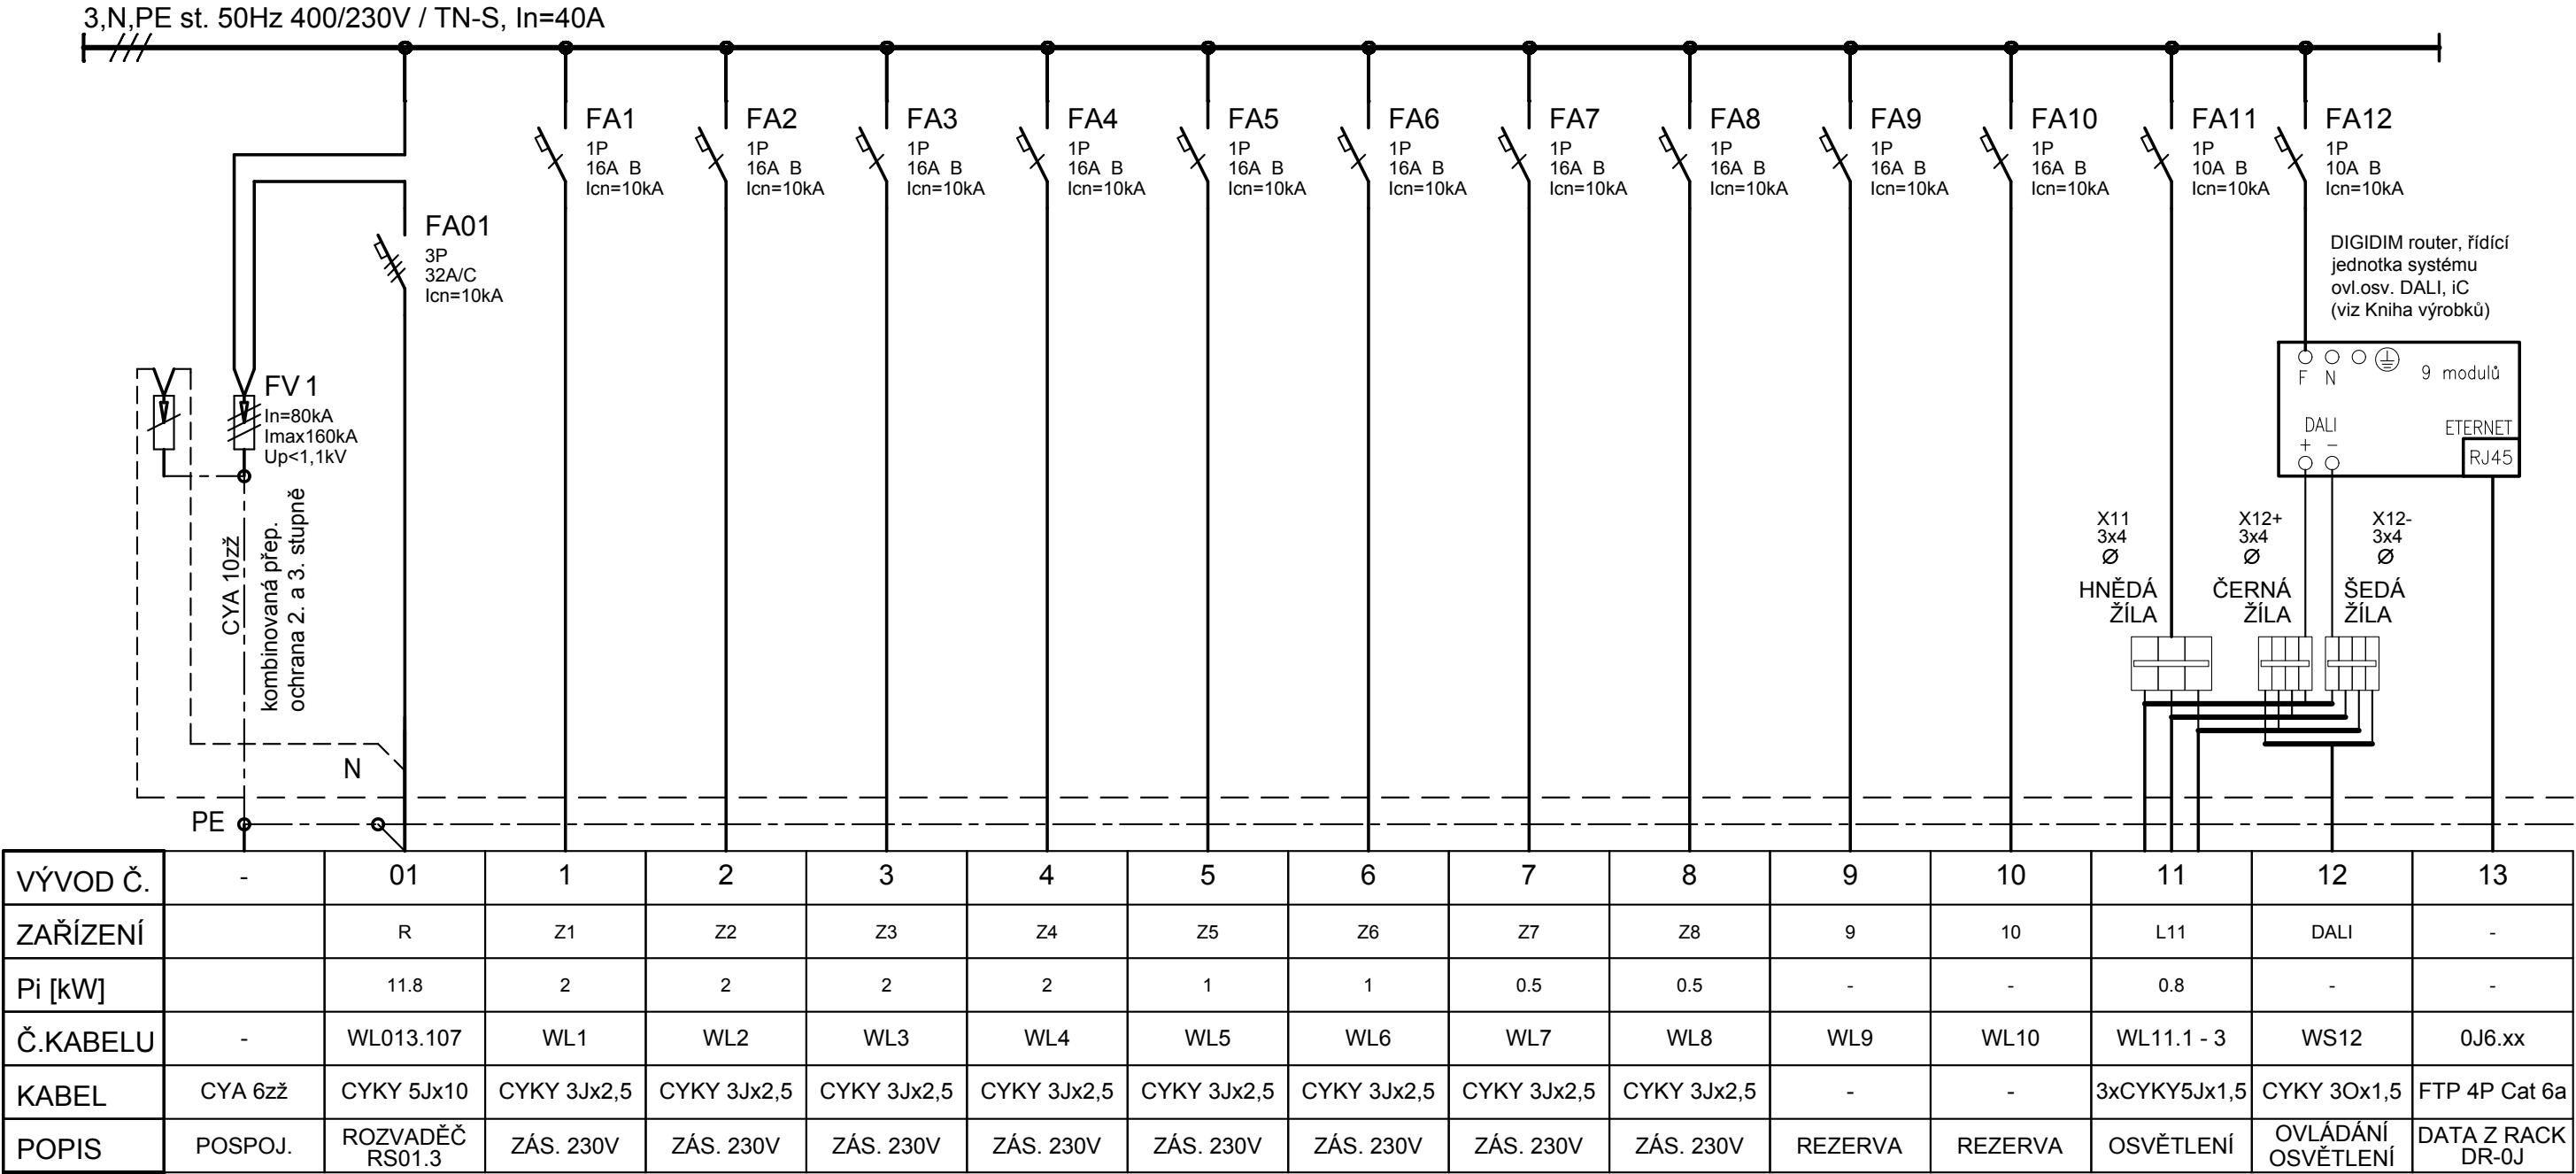 3,N,PE st. 50Hz 400/230V / TN-S, In=40A
FA1
1P
16A B
Icn=10kA
FA2
1P
16A B
Icn=10kA
FA3
1P
16A B
Icn=10kA
FA4
1P
16A B
Icn=10kA
FA5
1P
16A B
Icn=10kA
FA6
1P
16A B
Icn=10kA
FA7
1P
16A B
Icn=10kA
FA8
1P
16A B
Icn=10kA
FA9
1P
16A B
Icn=10kA
FA10
1P
16A B
Icn=10kA
FA11
1P
10A B
Icn=10kA
FA12
1P
10A B
Icn=10kA
FA01
3P
32A/C
Icn=10kA
DIGIDIM router, řídící
jednotka systému
ovl.osv. DALI, iC
(viz Kniha výrobků)
F N
9 modulů
DALI
+ −
ETERNET
RJ45
FV 1
In=80kA
Imax160kA
Up<1,1kV
CYA 10zž
kombinovaná přep.
ochrana 2. a 3. stupně
X11
3x4
Ø
HNĚDÁ
ŽÍLA
X12+
3x4
Ø
ČERNÁ
ŽÍLA
X12-
3x4
Ø
ŠEDÁ
ŽÍLA
N
PE
VÝVOD Č. - 01 1 2 3 4 5 6 7 8 9 10 11 12 13
ZAŘÍZENÍ R Z1 Z2 Z3 Z4 Z5 Z6 Z7 Z8 9 10 L11 DALI -
Pi [kW] 11.8 2 2 2 2 1 1 0.5 0.5 - - 0.8 - -
Č.KABELU - WL013.107 WL1 WL2 WL3 WL4 WL5 WL6 WL7 WL8 WL9 WL10 WL11.1 - 3 WS12 0J6.xx
KABEL CYA 6zž CYKY 5Jx10 CYKY 3Jx2,5 CYKY 3Jx2,5 CYKY 3Jx2,5 CYKY 3Jx2,5 CYKY 3Jx2,5 CYKY 3Jx2,5 CYKY 3Jx2,5 CYKY 3Jx2,5 - - 3xCYKY5Jx1,5 CYKY 3Ox1,5 FTP 4P Cat 6a
POPIS POSPOJ. ROZVADĚČ
RS01.3 ZÁS. 230V ZÁS. 230V ZÁS. 230V ZÁS. 230V ZÁS. 230V ZÁS. 230V ZÁS. 230V ZÁS. 230V REZERVA REZERVA OSVĚTLENÍ OVLÁDÁNÍ
OSVĚTLENÍ DATA Z RACK
DR-0J